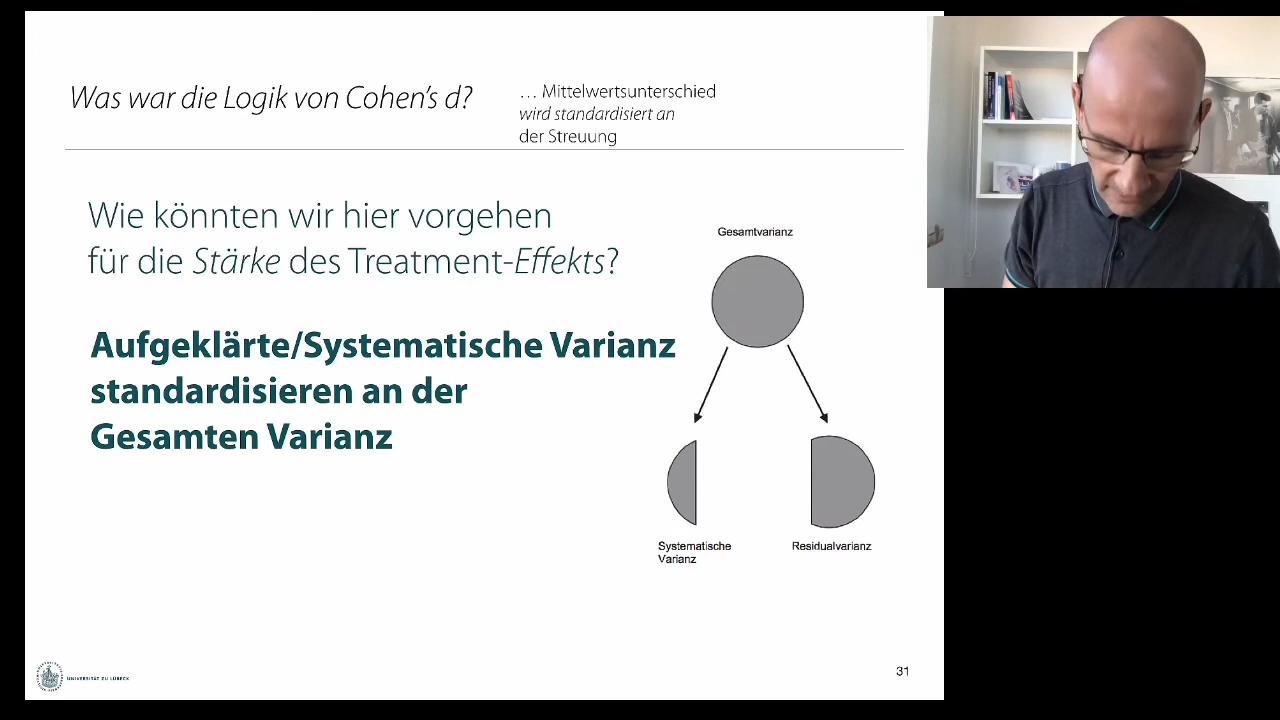 Was war die Logik von Cohen's d?
… Mittelwertsunterschied
wird standardisiert an
der Streuung
Wie könnten wir hier vorgehen
für die Stärke des Treatment-Effekts?
Aufgeklärte/Systematische Varianz
standardisieren an der
Gesamten Varianz
Gesamtvarianz
Systematische
Varianz
Residualvarianz
UNIVERSITÄT ZU LÜBECK
31